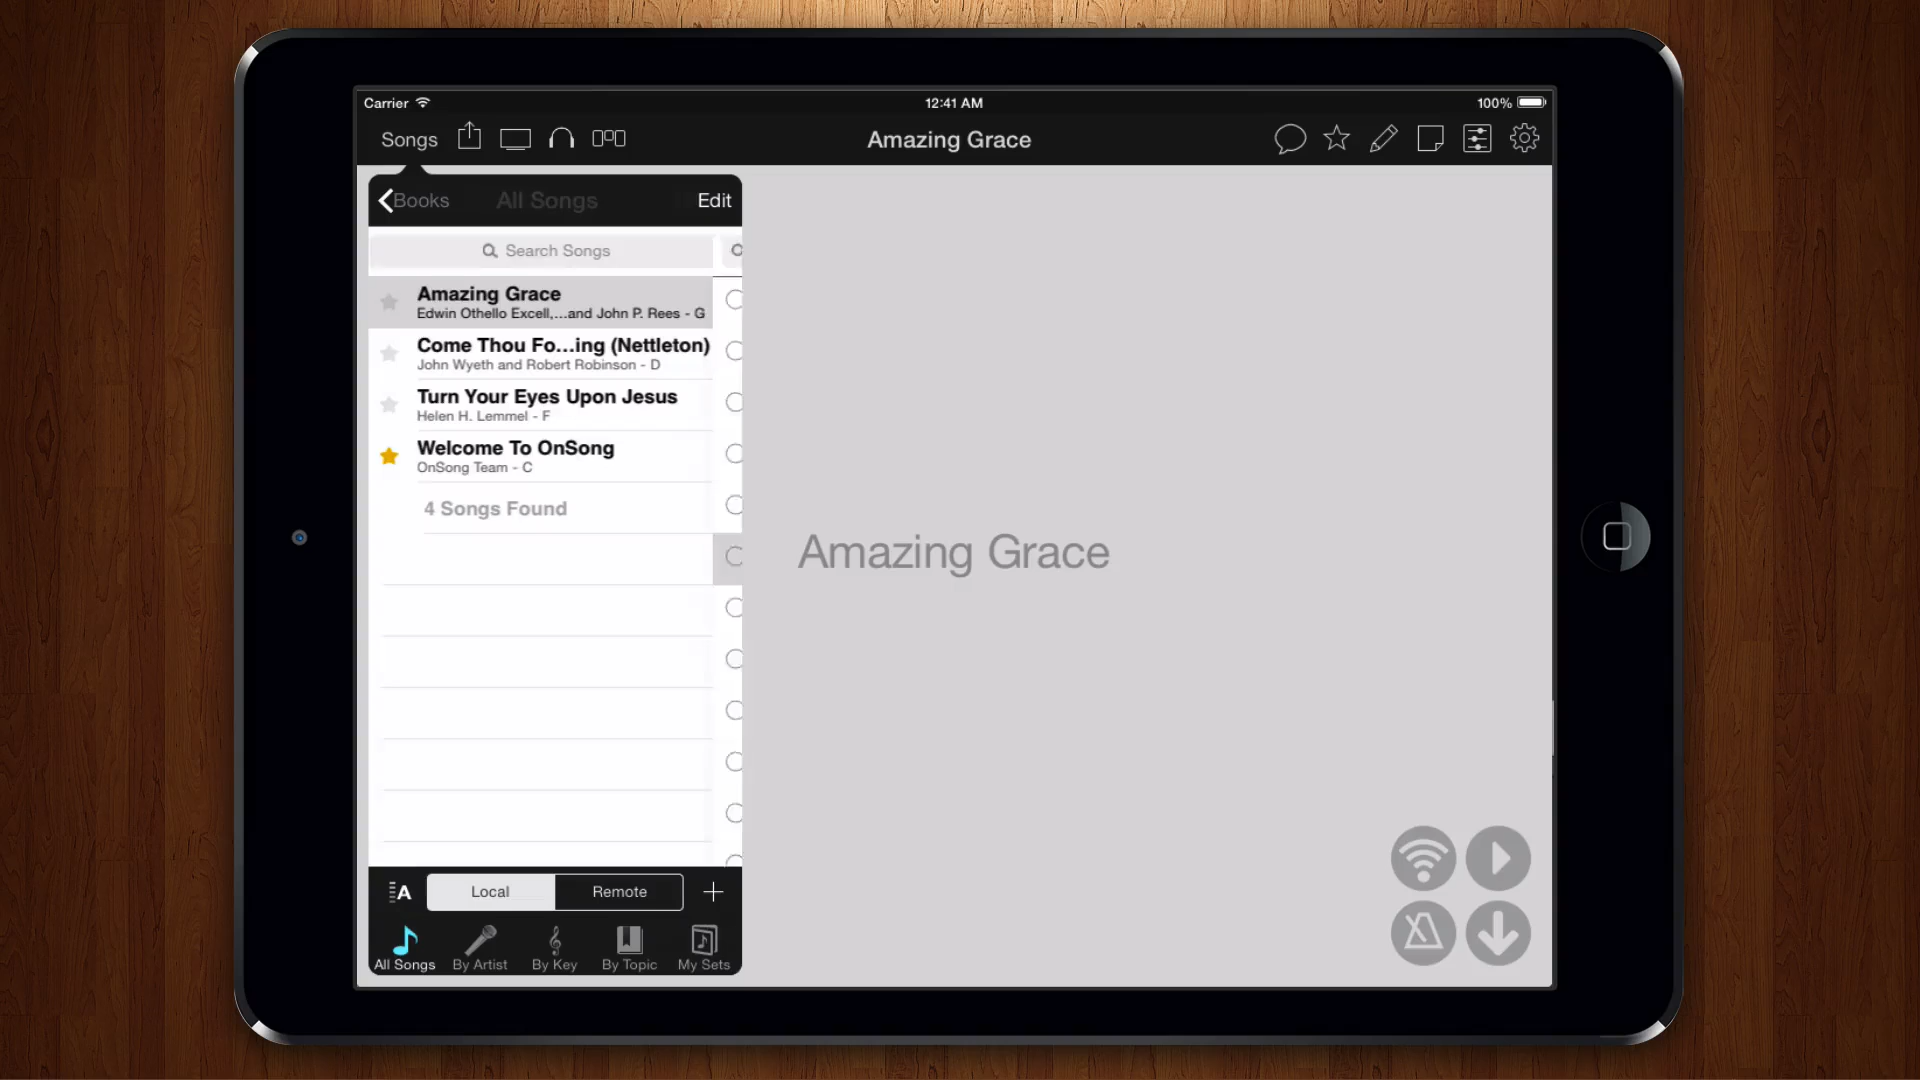 Carrier
12:41 AM
100%
Songs
Amazing Grace
Books
All Songs
Edit
Search Songs
Amazing Grace
Edwin Othello Excell,...and John P. Rees - G
Come Thou Fo...ing (Nettleton)
John Wyeth and Robert Robinson - D
Turn Your Eyes Upon Jesus
Helen H. Lemmel - F
Welcome To OnSong
OnSong Team - C
4 Songs Found
Amazing Grace
A
Local
Remote
All Songs
By Artist
By Key
By Topic
My Sets